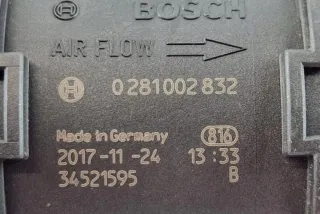 BOSCH
AIR FLOW
0 281 002 832
Made in Germany 816
2017-11-24 13:33
34521595 B